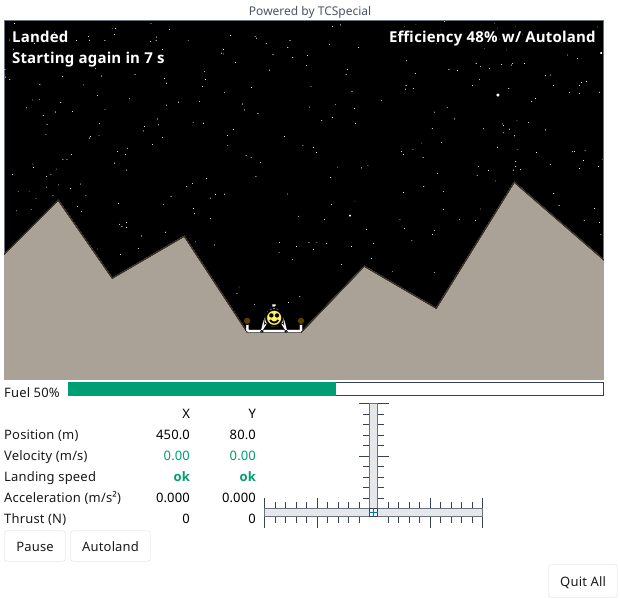 Powered by TCSpecial
Landed
Efficiency 48% w/ Autoland
Starting again in 7 s
Fuel 50%
X Y
Position (m) 450.0 80.0
Velocity (m/s) 0.00 0.00
Landing speed ok ok
Acceleration (m/s²) 0.000 0.000
Thrust (N) 0 0
Pause Autoland
Quit All